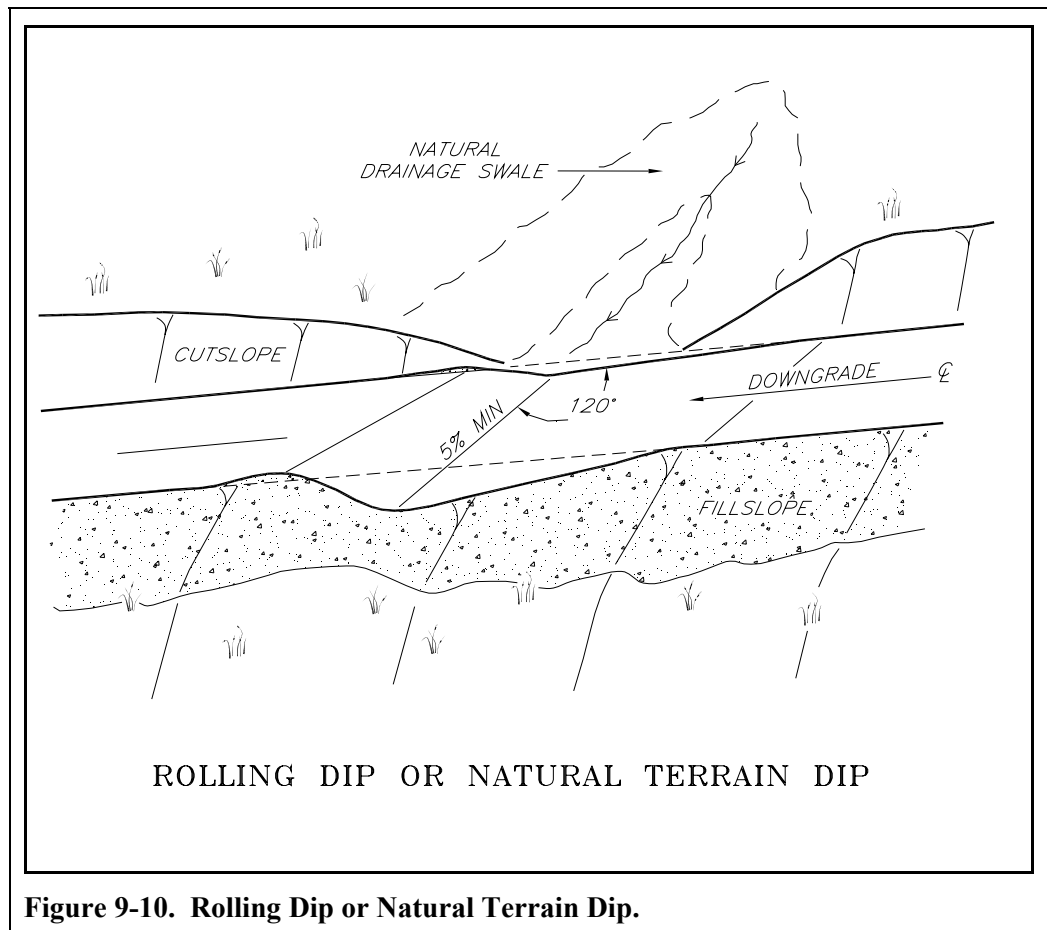 NATURAL
DRAINAGE SWALE
CUTSLOPE
DOWNGRADE
℄
120°
5% MIN
FILLSLOPE
ROLLING DIP OR NATURAL TERRAIN DIP
Figure 9-10. Rolling Dip or Natural Terrain Dip.